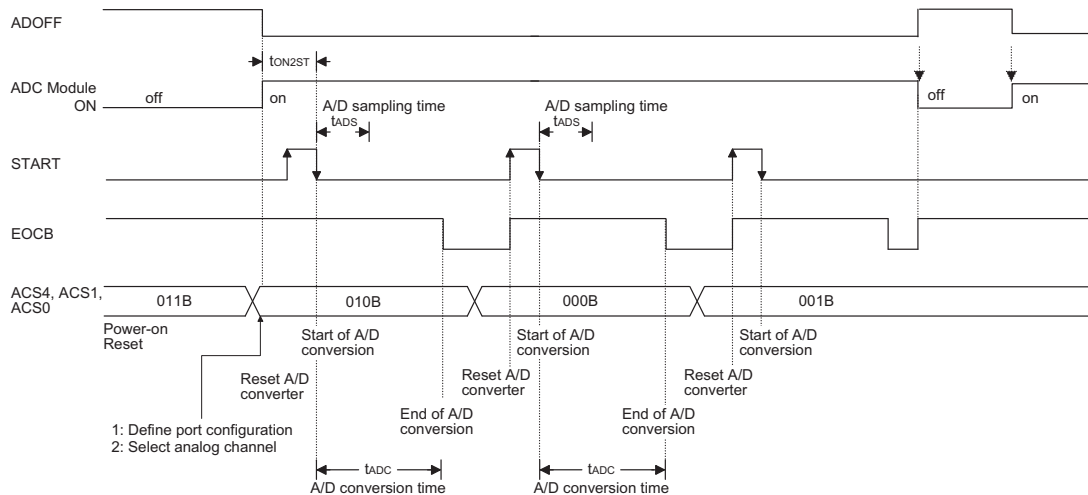 ADOFF
tON2ST
ADC Module
ON
off
on
off
on
A/D sampling time
tADS
A/D sampling time
tADS
START
EOCB
ACS4, ACS1,
ACS0
011B
010B
000B
001B
Power-on
Reset
Start of A/D
conversion
Start of A/D
conversion
Start of A/D
conversion
Reset A/D
converter
Reset A/D
converter
Reset A/D
converter
End of A/D
conversion
End of A/D
conversion
1: Define port configuration
2: Select analog channel
tADC
A/D conversion time
tADC
A/D conversion time